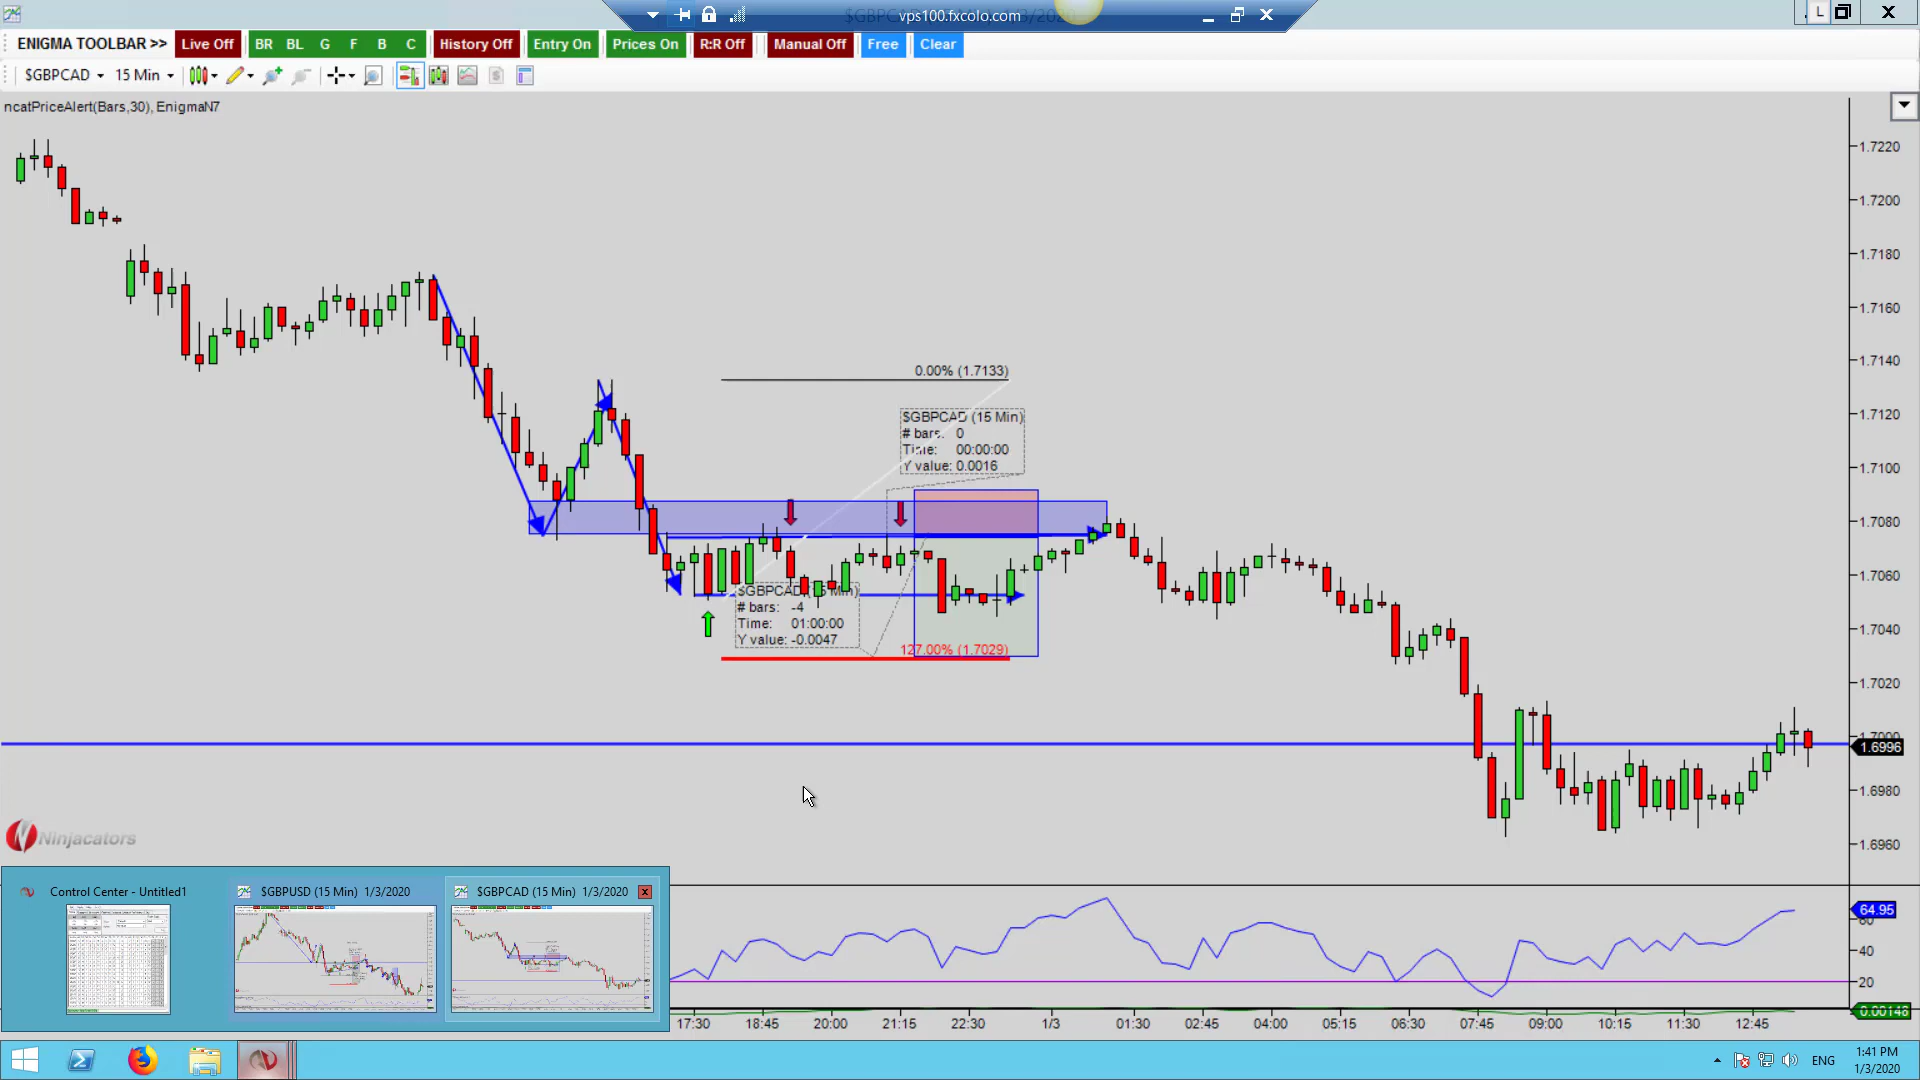 vps100.fxcolo.com
L
ENIGMA TOOLBAR >> Live Off BR BL G F B C History Off Entry On Prices On R:R Off Manual Off Free Clear
$GBPCAD 15 Min
ncatPriceAlert(Bars,30), EnigmaN7
1.7220
1.7200
1.7180
1.7160
1.7140
0.00% (1.7133)
1.7120
$GBPCAD (15 Min)
# bars: 0
Time: 00:00:00
Y value: 0.0016
1.7100
1.7080
1.7060
$GBPCAD (15 Min)
# bars: -4
Time: 01:00:00
Y value: -0.0047
1.7040
127.00% (1.7029)
1.7020
1.7000
1.6996
1.6980
1.6960
Ninjacators
Control Center - Untitled1
$GBPUSD (15 Min) 1/3/2020
$GBPCAD (15 Min) 1/3/2020
64.95
60
40
20
0.00148
17:30 18:45 20:00 21:15 22:30 1/3 01:30 02:45 04:00 05:15 06:30 07:45 09:00 10:15 11:30 12:45
ENG
1:41 PM
1/3/2020